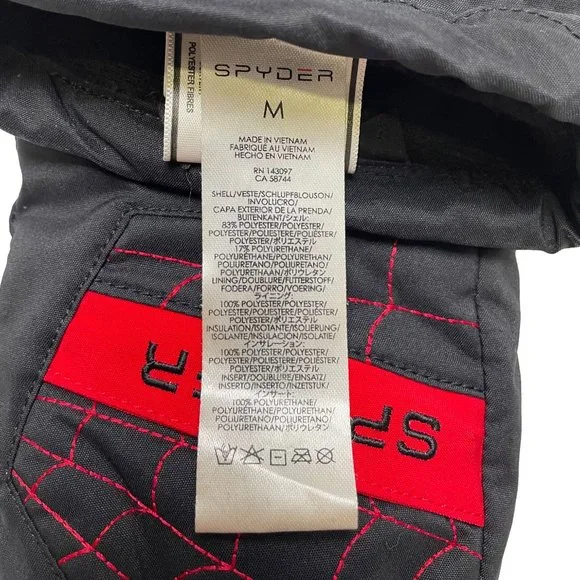 POLYESTER FIBRES
SPYDER
M
MADE IN VIETNAM
FABRIQUÉ AU VIETNAM
HECHO EN VIETNAM
RN 143097
CA 58744
SHELL/VESTE/SCHLUPFBLOUSON/
INVOLUCRO/
CAPA EXTERIOR DE LA PRENDA/
BUITENKANT/シェル:
83% POLYESTER/POLYESTER/
POLYESTER/POLIESTERE/POLIÉSTER/
POLYESTER/ポリエステル
17% POLYURETHANE/
POLYURÉTHANE/POLYURETHAN/
POLIURETANO/POLIURETANO/
POLYURETHAAN/ポリウレタン
LINING/DOUBLURE/FUTTERSTOFF/
FODERA/FORRO/VOERING/
ライニング:
100% POLYESTER/POLYESTER/
POLYESTER/POLIESTERE/POLIÉSTER/
POLYESTER/ポリエステル
INSULATION/ISOLANTE/ISOLIERUNG/
ISOLANTE/INSULACIÓN/ISOLATIE/
インサレーション:
100% POLYESTER/POLYESTER/
POLYESTER/POLIESTERE/POLIÉSTER/
POLYESTER/ポリエステル
INSERT/DOUBLURE/EINSATZ/
INSERTO/INSERTO/INZETSTUK/
インサート:
100% POLYURETHANE/
POLYURÉTHANE/POLYURETHAN/
POLIURETANO/POLIURETANO/
POLYURETHAAN/ポリウレタン
SP R